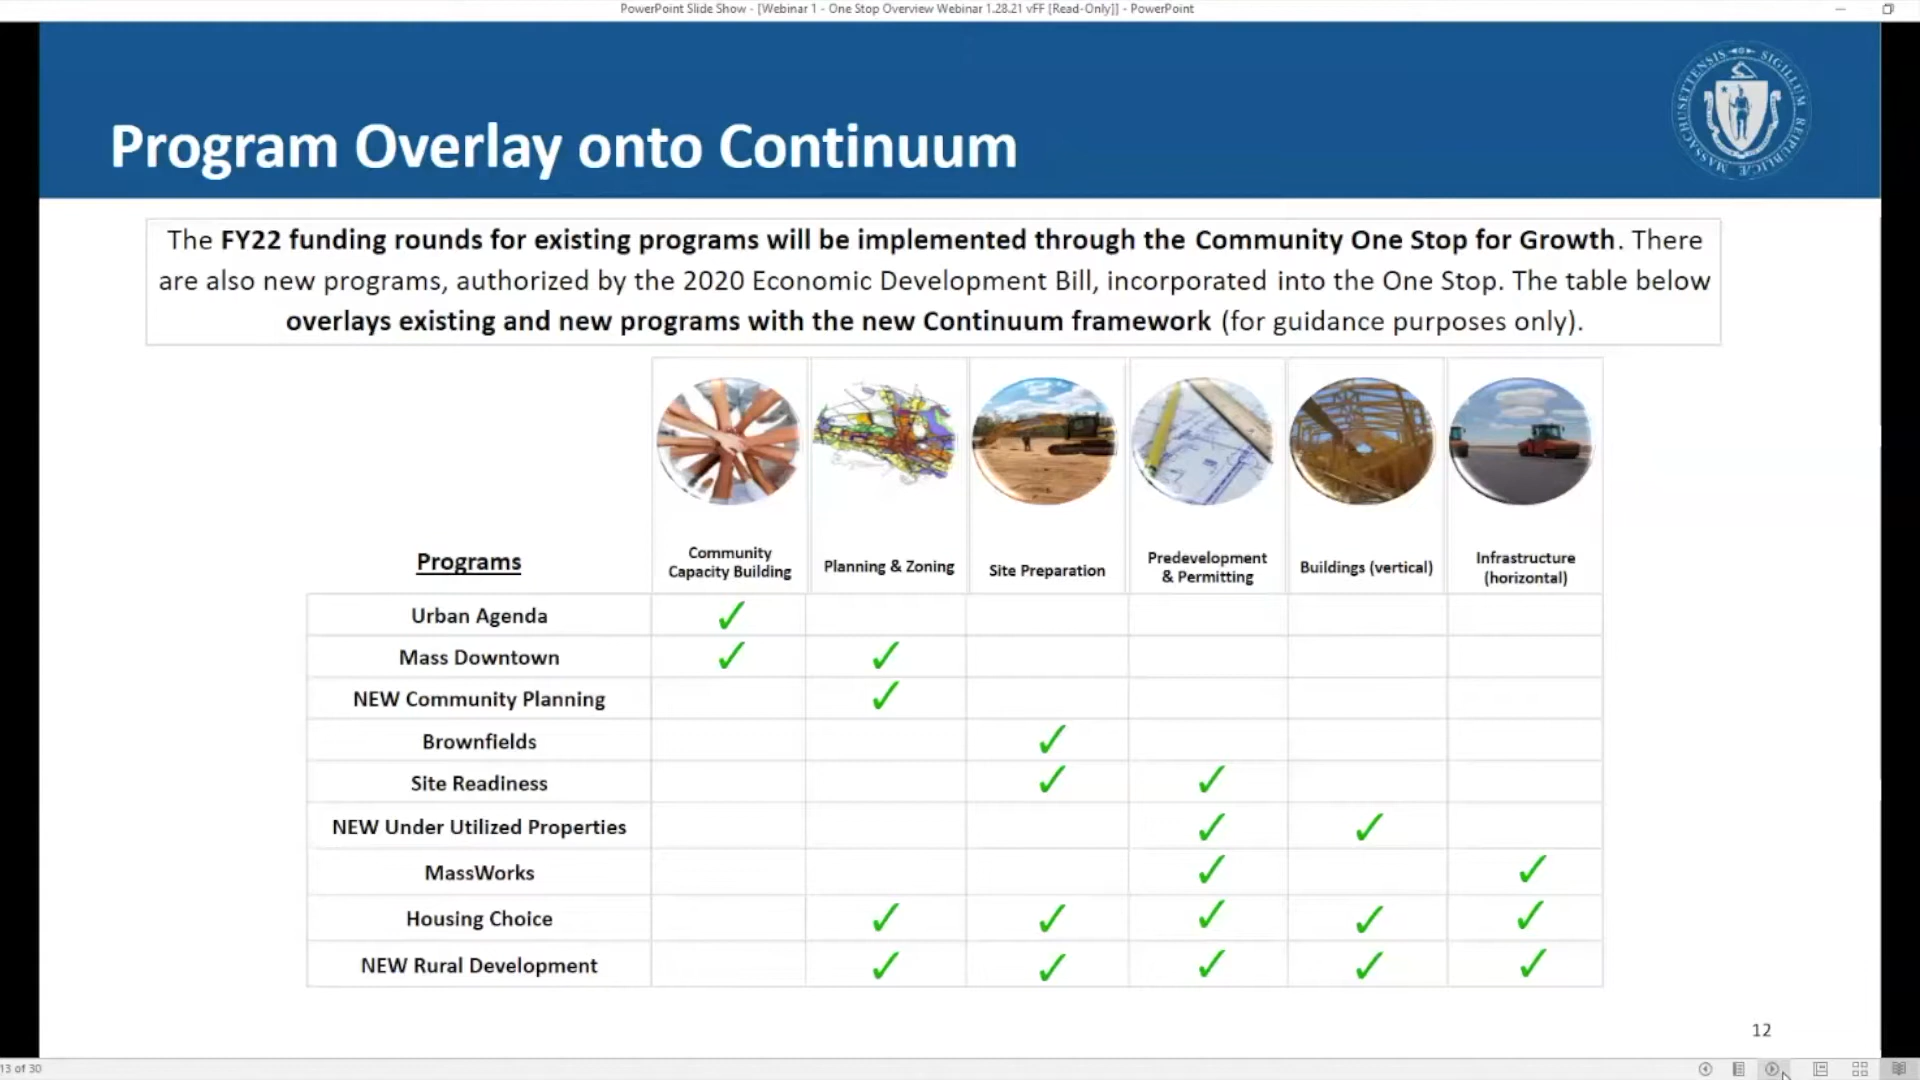 PowerPoint Slide Show - [Webinar 1 - One Stop Overview Webinar 1.28.21 vFF [Read-Only]] - PowerPoint
Program Overlay onto Continuum
MASSACHUSETTENSIS SIGILLUM REIPUBLICÆ
The FY22 funding rounds for existing programs will be implemented through the Community One Stop for Growth. There
are also new programs, authorized by the 2020 Economic Development Bill, incorporated into the One Stop. The table below
overlays existing and new programs with the new Continuum framework (for guidance purposes only).
Programs
Community
Capacity Building
Planning & Zoning
Site Preparation
Predevelopment
& Permitting
Buildings (vertical)
Infrastructure
(horizontal)
Urban Agenda ✓
Mass Downtown ✓ ✓
NEW Community Planning ✓
Brownfields ✓
Site Readiness ✓ ✓
NEW Under Utilized Properties ✓ ✓
MassWorks ✓ ✓
Housing Choice ✓ ✓ ✓ ✓ ✓
NEW Rural Development ✓ ✓ ✓ ✓ ✓
12
13 of 30